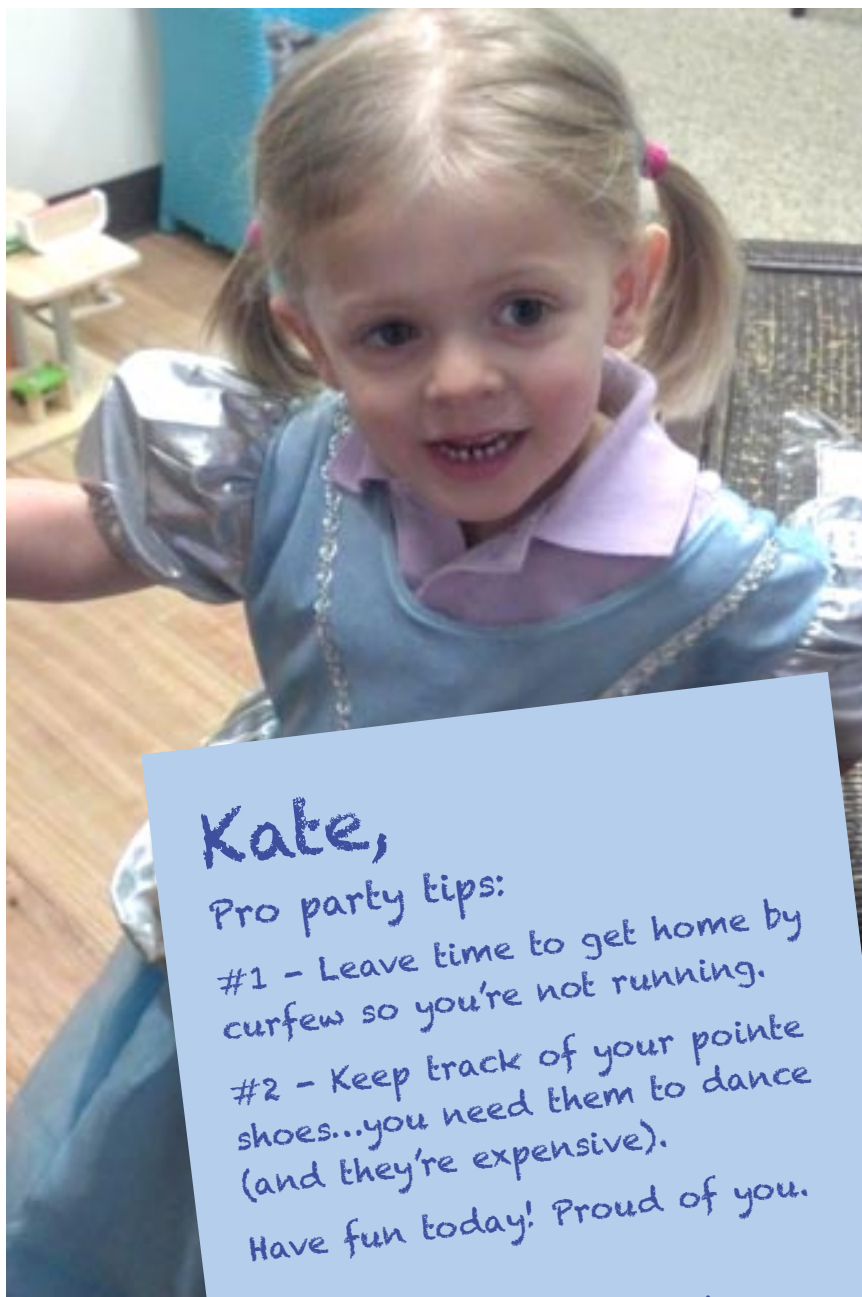 Kate,
Pro party tips:
#1 - Leave time to get home by
curfew so you're not running.
#2 - Keep track of your pointe
shoes...you need them to dance
(and they're expensive).
Have fun today! Proud of you.